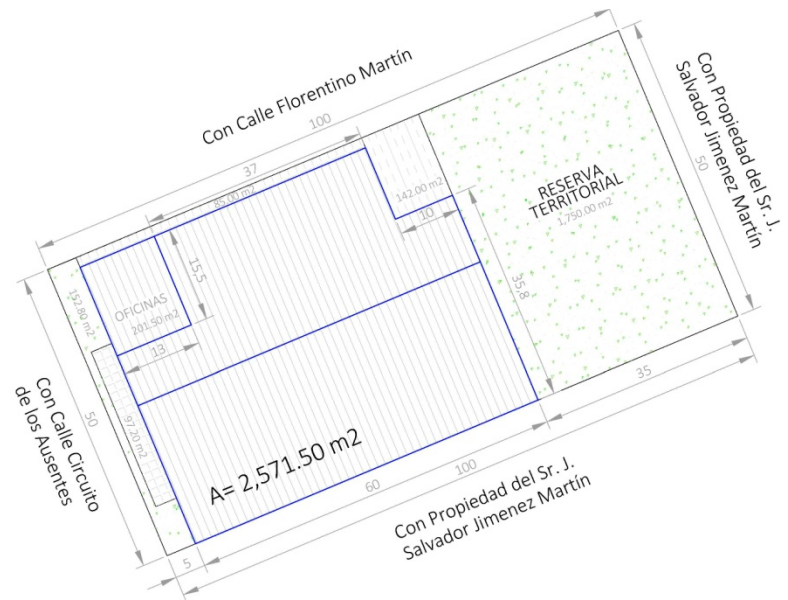 Con Calle Florentino Martín
100
37
85.00 m2
Con Propiedad del Sr. J.
Salvador Jimenez Martín
50
RESERVA
TERRITORIAL
1,750.00 m2
142.00 m2
10
15,5
OFICINAS
201.50 m2
13
152.80 m2
35,8
97.20 m2
Con Calle Circuito
de los Ausentes
50
A= 2,571.50 m2
60
100
35
5
Con Propiedad del Sr. J.
Salvador Jimenez Martín